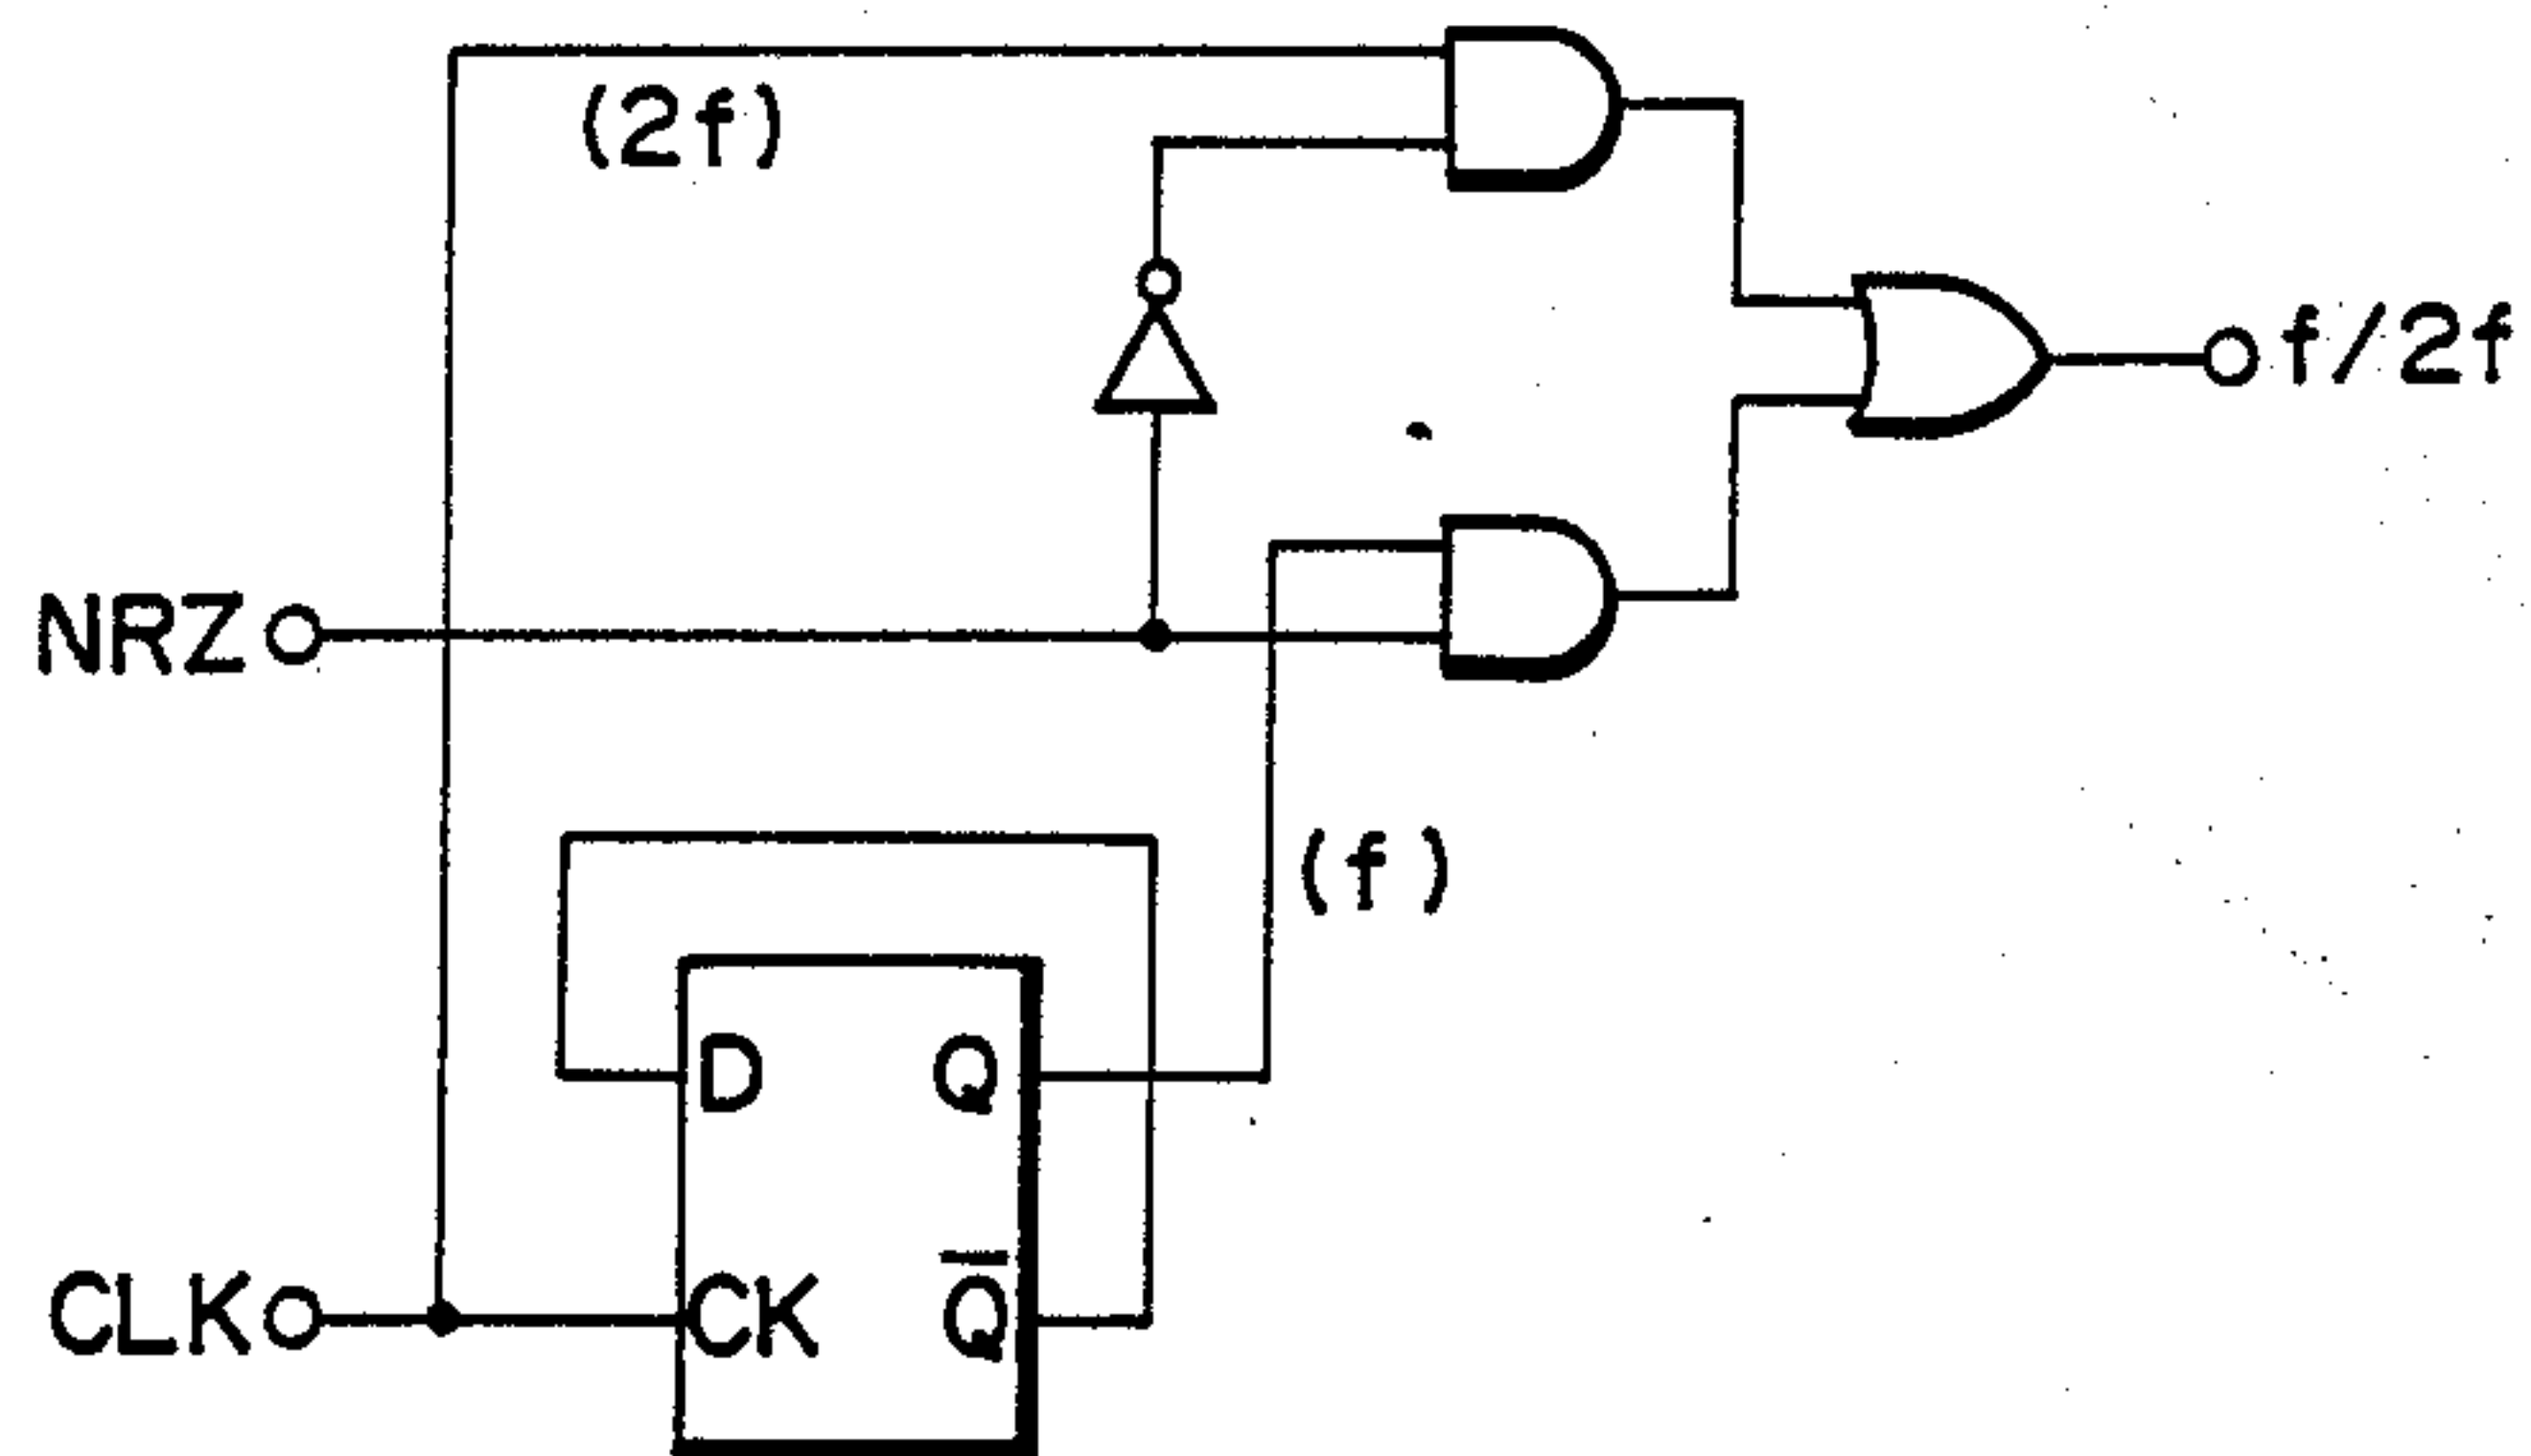 (2f)
f/2f
NRZ
(f)
D Q
CLK CK Q̅